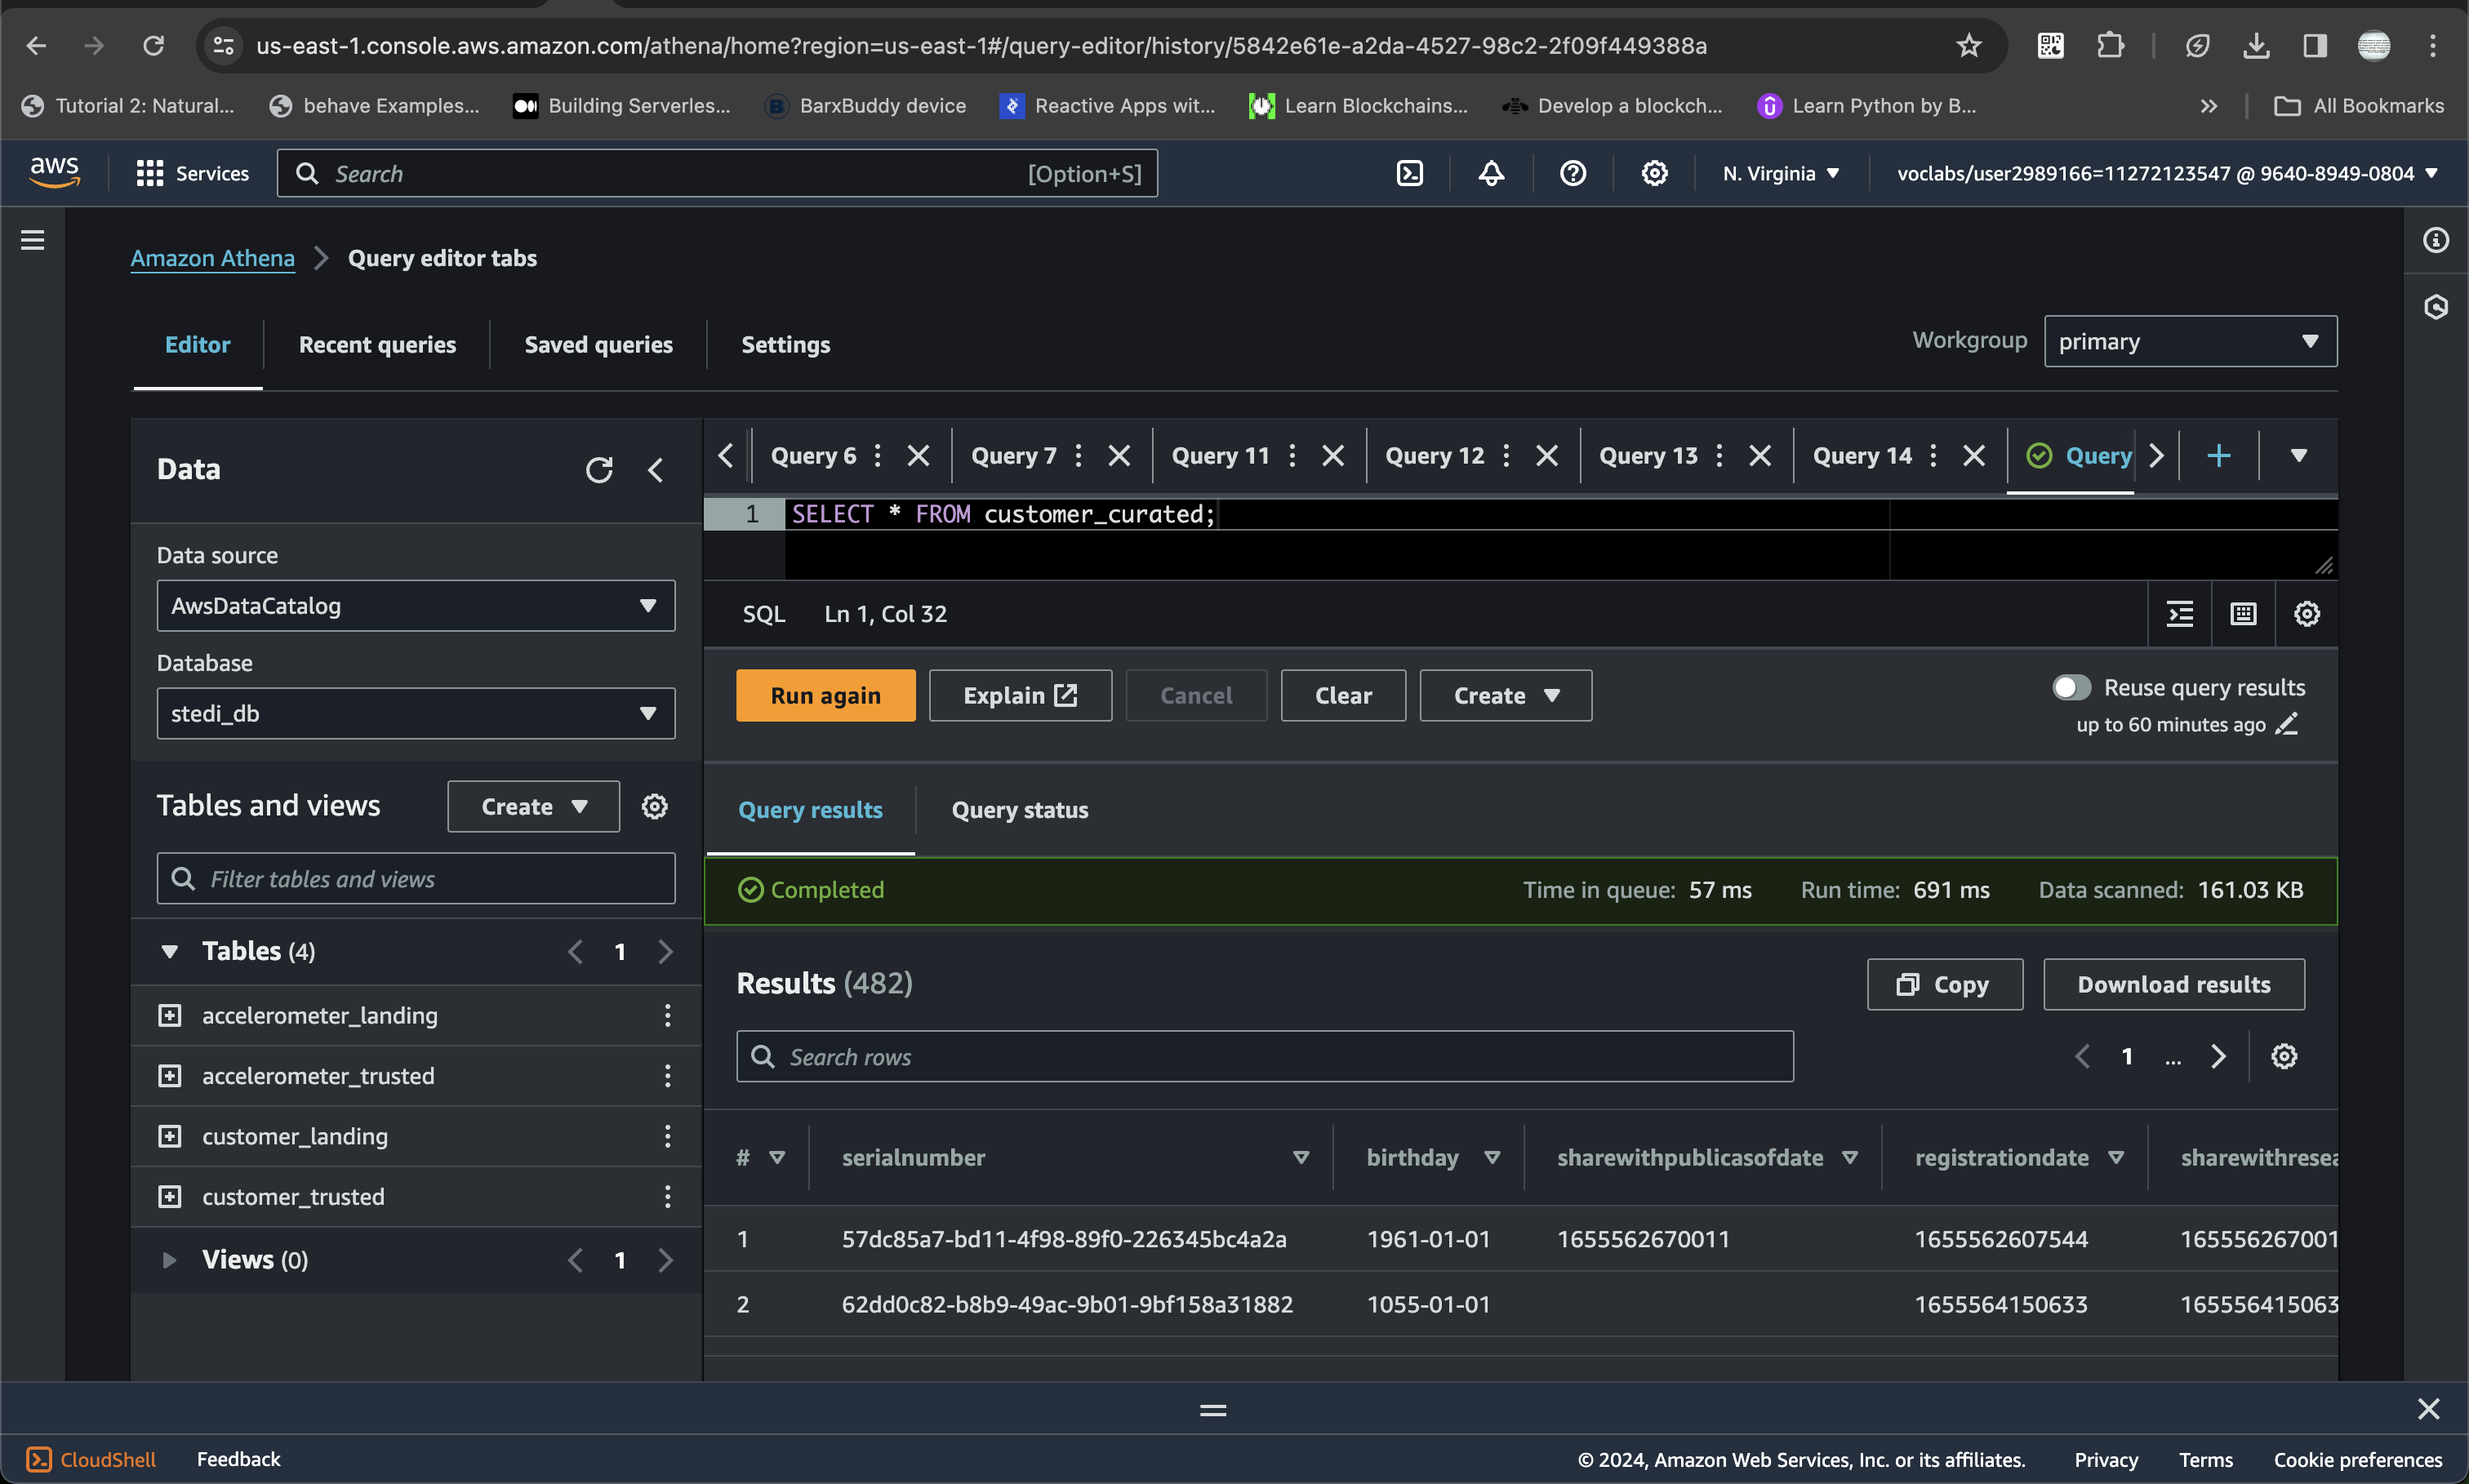 us-east-1.console.aws.amazon.com/athena/home?region=us-east-1#/query-editor/history/5842e61e-a2da-4527-98c2-2f09f449388a
Tutorial 2: Natural... behave Examples... Building Serverles... B BarxBuddy device Reactive Apps wit... Learn Blockchains... Develop a blockch... Learn Python by B... » All Bookmarks
aws Services Search [Option+S] N. Virginia voclabs/user2989166=11272123547 @ 9640-8949-0804
Amazon Athena Query editor tabs
Editor Recent queries Saved queries Settings Workgroup primary
Data
Query 6 Query 7 Query 11 Query 12 Query 13 Query 14 Query
1 SELECT * FROM customer_curated;
Data source
AwsDataCatalog
SQL Ln 1, Col 32
Database
stedi_db
Run again Explain Cancel Clear Create Reuse query results
up to 60 minutes ago
Tables and views Create
Query results Query status
Filter tables and views
Completed Time in queue: 57 ms Run time: 691 ms Data scanned: 161.03 KB
Tables (4) 1
Results (482) Copy Download results
accelerometer_landing
Search rows 1 ...
accelerometer_trusted
customer_landing
customer_trusted
Views (0) 1
# serialnumber birthday sharewithpublicasofdate registrationdate sharewithresea
1 57dc85a7-bd11-4f98-89f0-226345bc4a2a 1961-01-01 1655562670011 1655562607544 165556267001
2 62dd0c82-b8b9-49ac-9b01-9bf158a31882 1055-01-01 1655564150633 165556415063
CloudShell Feedback © 2024, Amazon Web Services, Inc. or its affiliates. Privacy Terms Cookie preferences